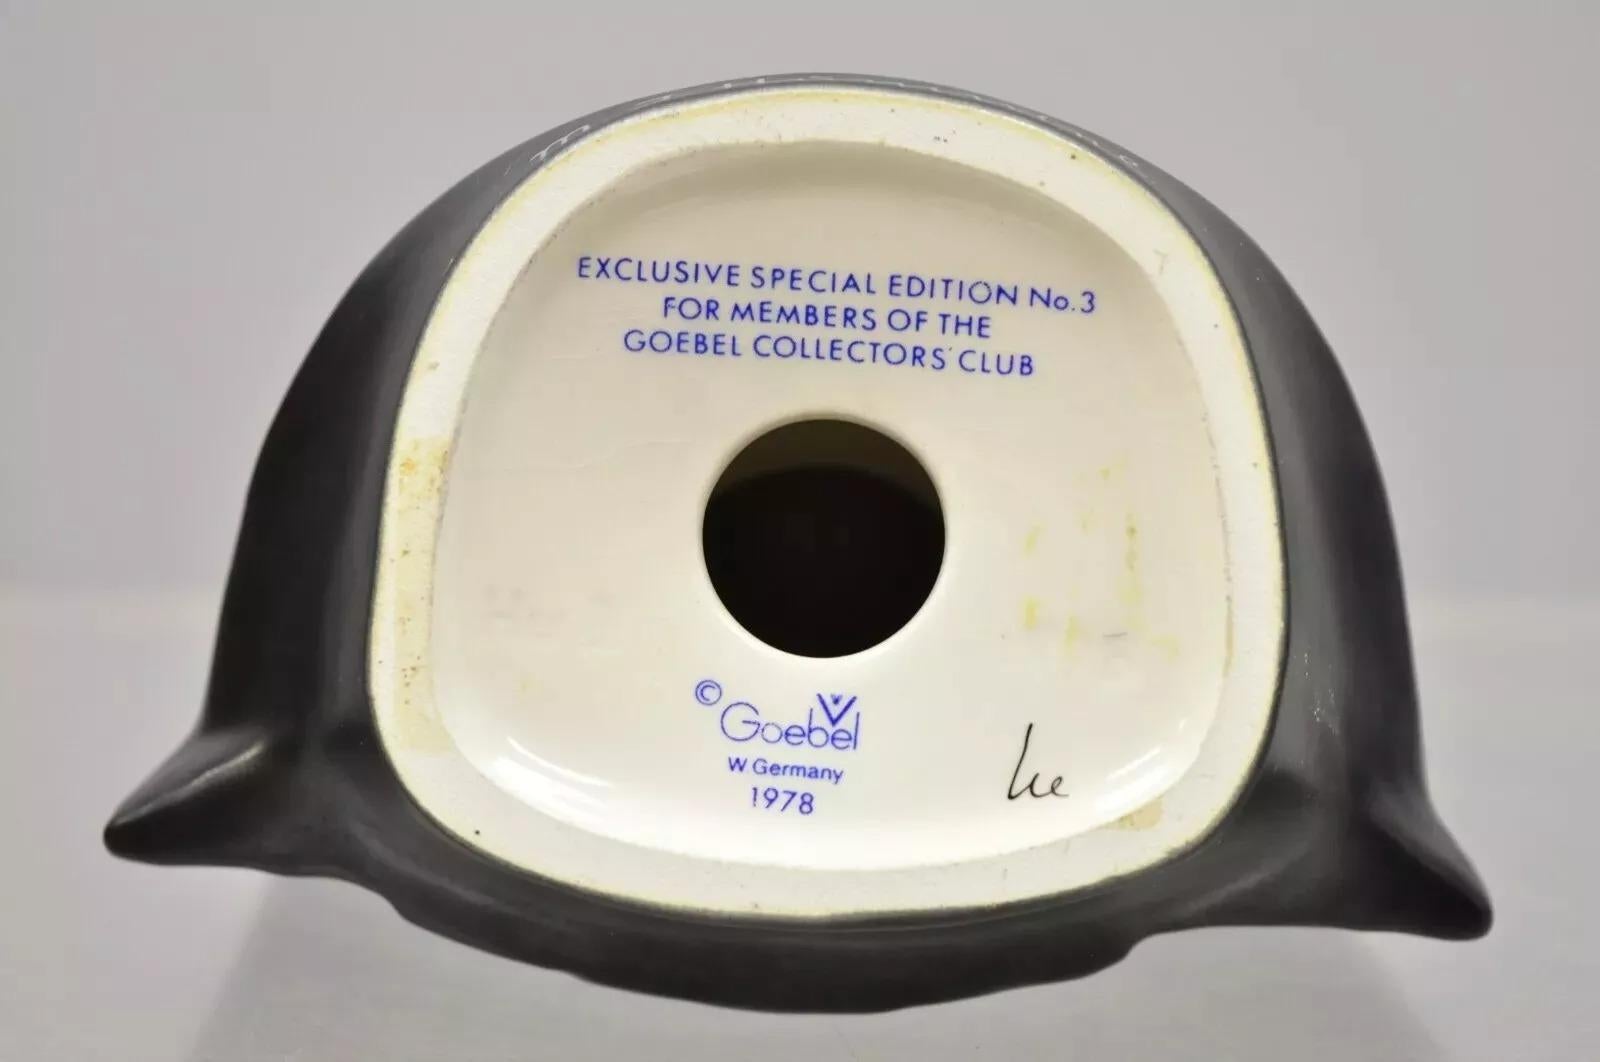 EXCLUSIVE SPECIAL EDITION No.3
FOR MEMBERS OF THE
GOEBEL COLLECTORS' CLUB
© Goebel
W. Germany
1978